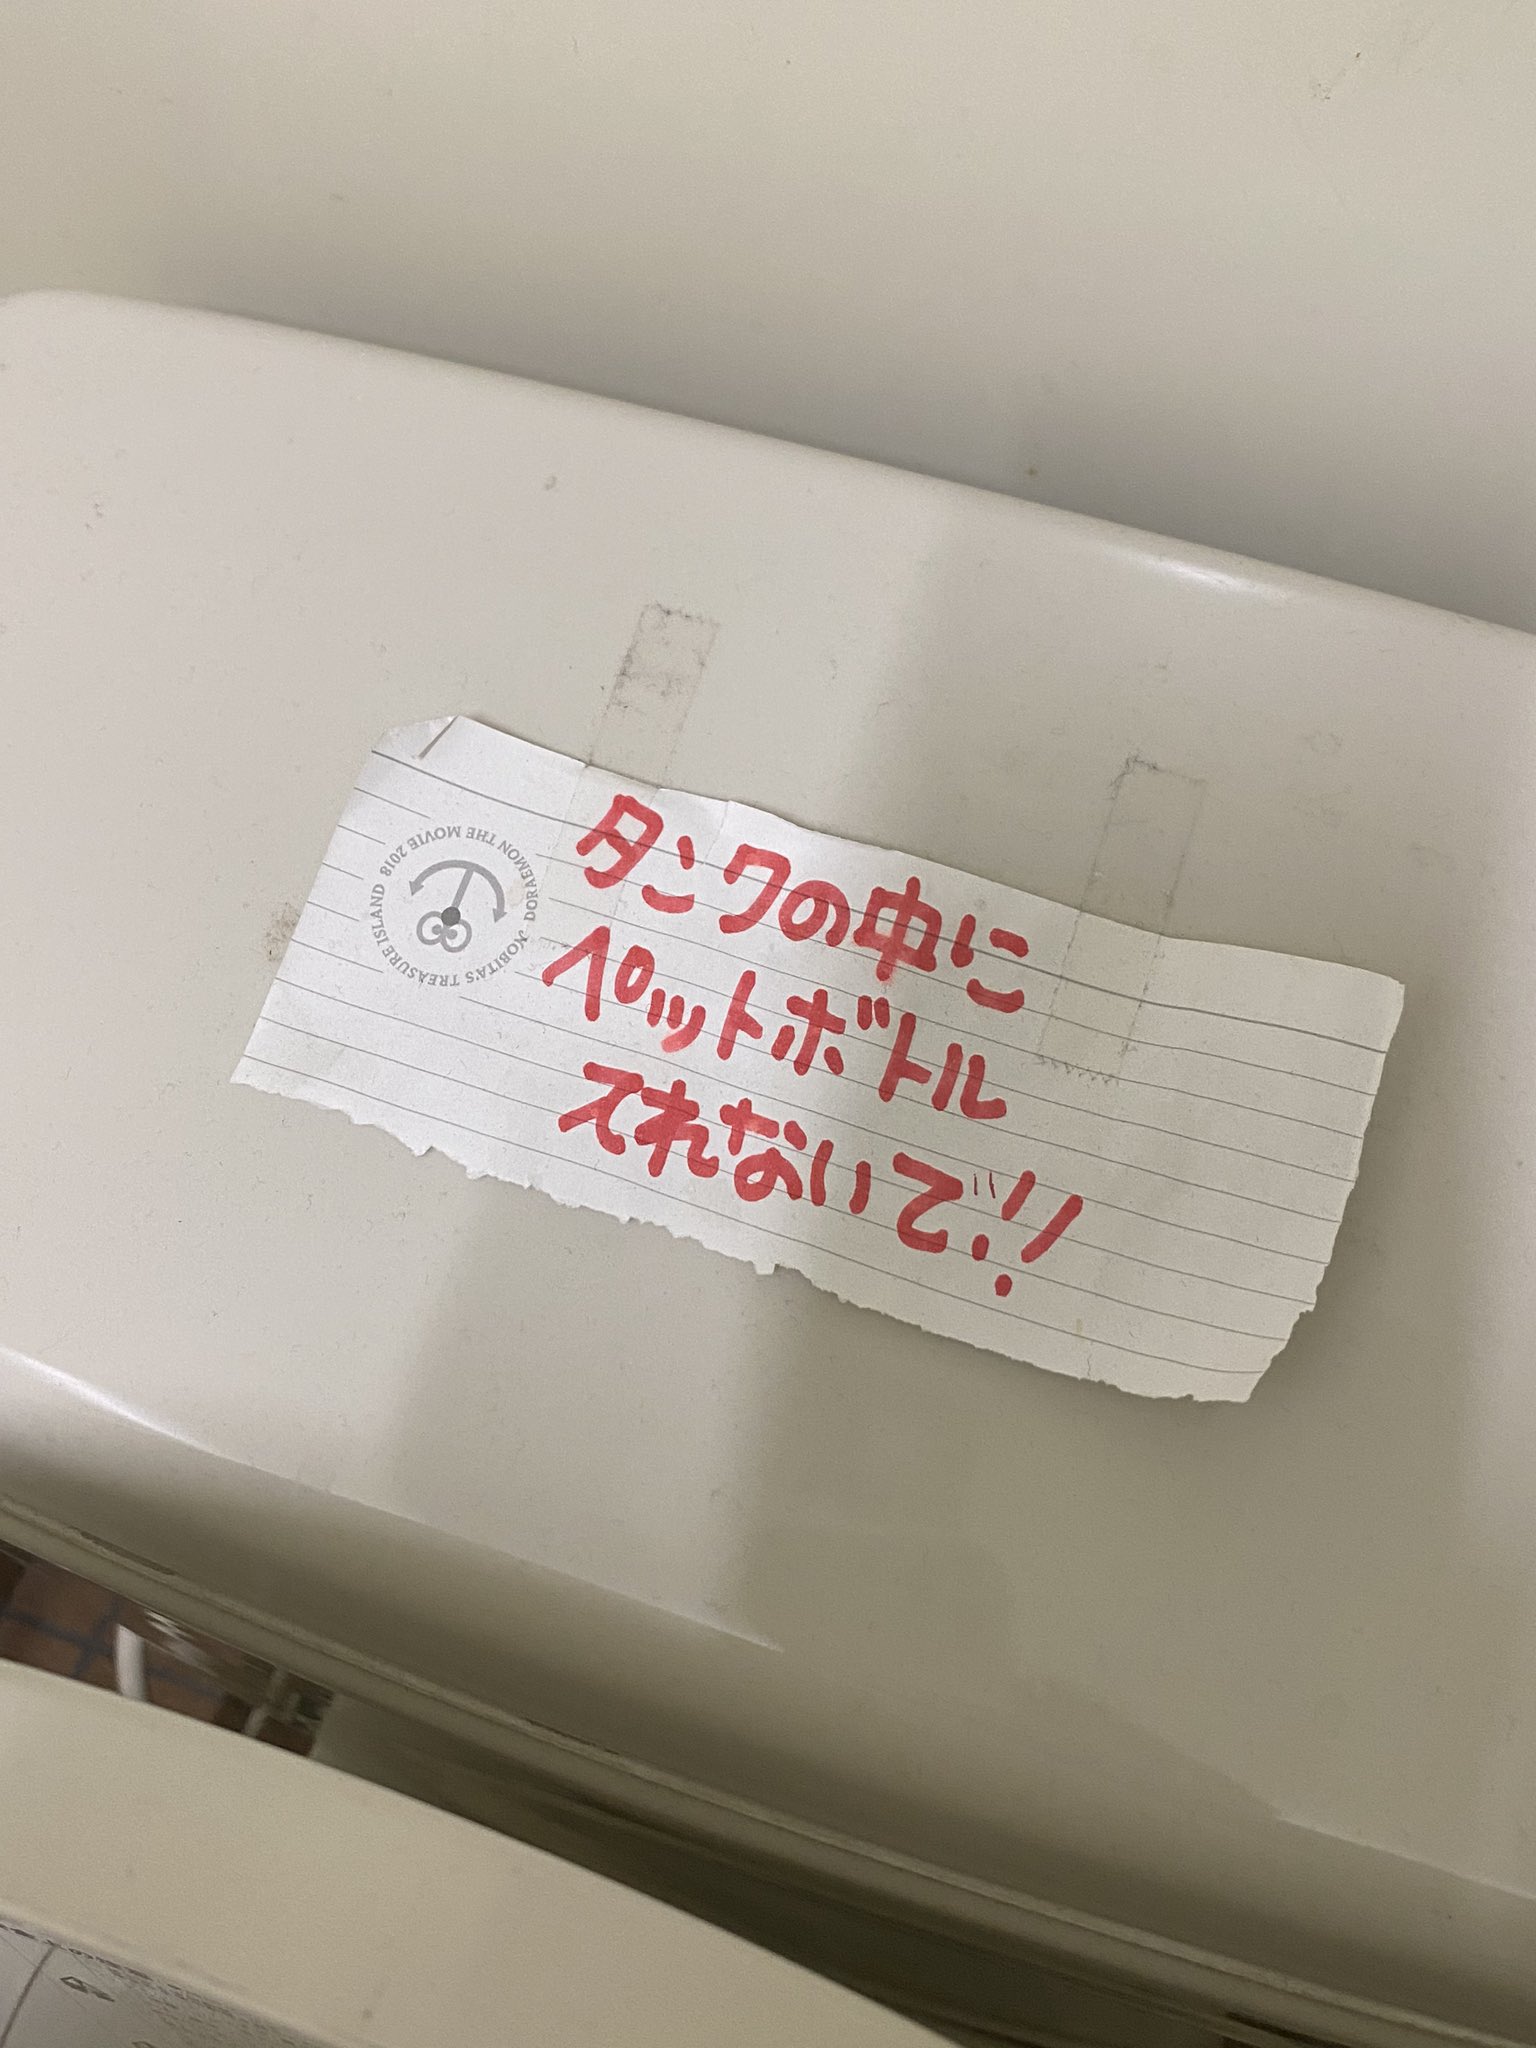 タンクの中に
ペットボトル
えれないで!!
DORAEMON THE MOVIE 2018
NOBITA'S TREASURE ISLAND